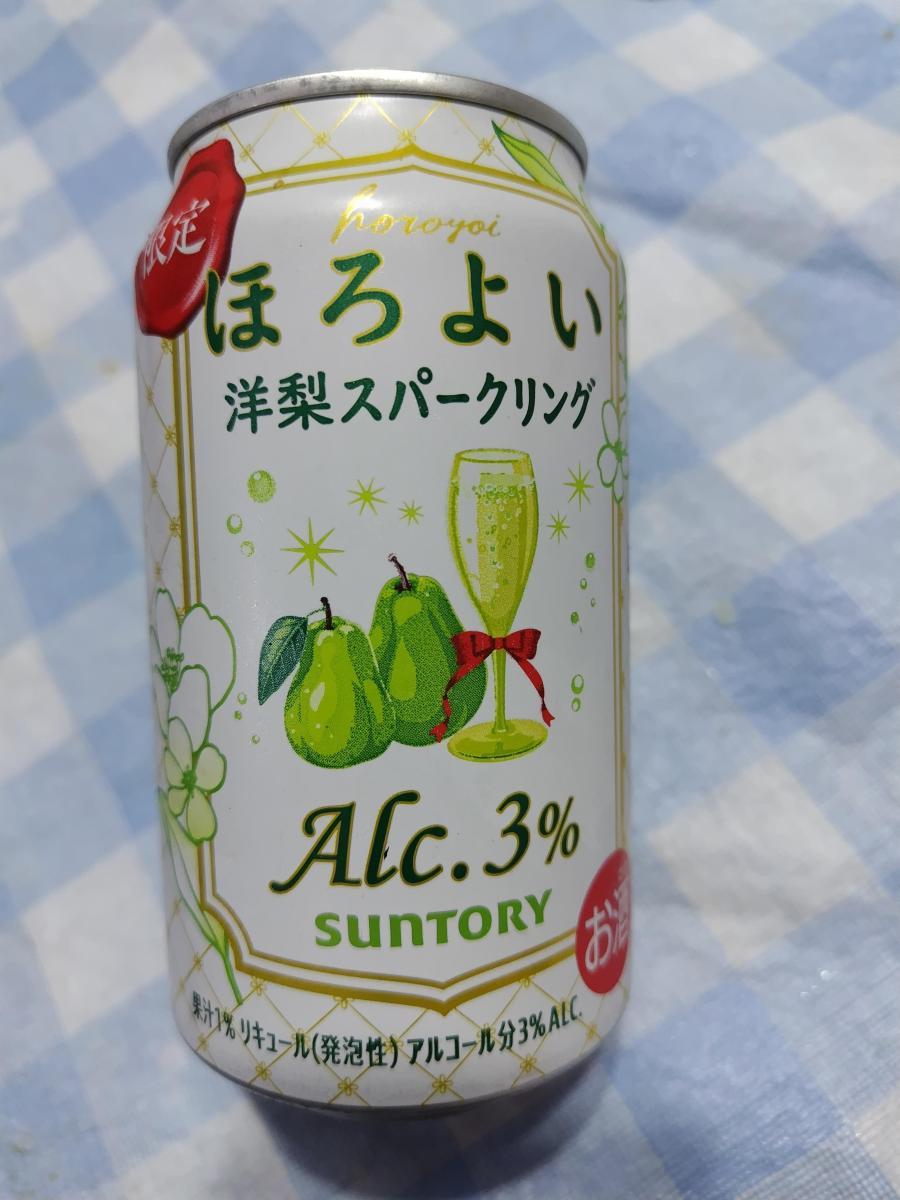 限定
horoyoi
ほろよい
洋梨スパークリング
Alc.3%
SUNTORY
お酒
果汁1% リキュール(発泡性) アルコール分3%ALC.